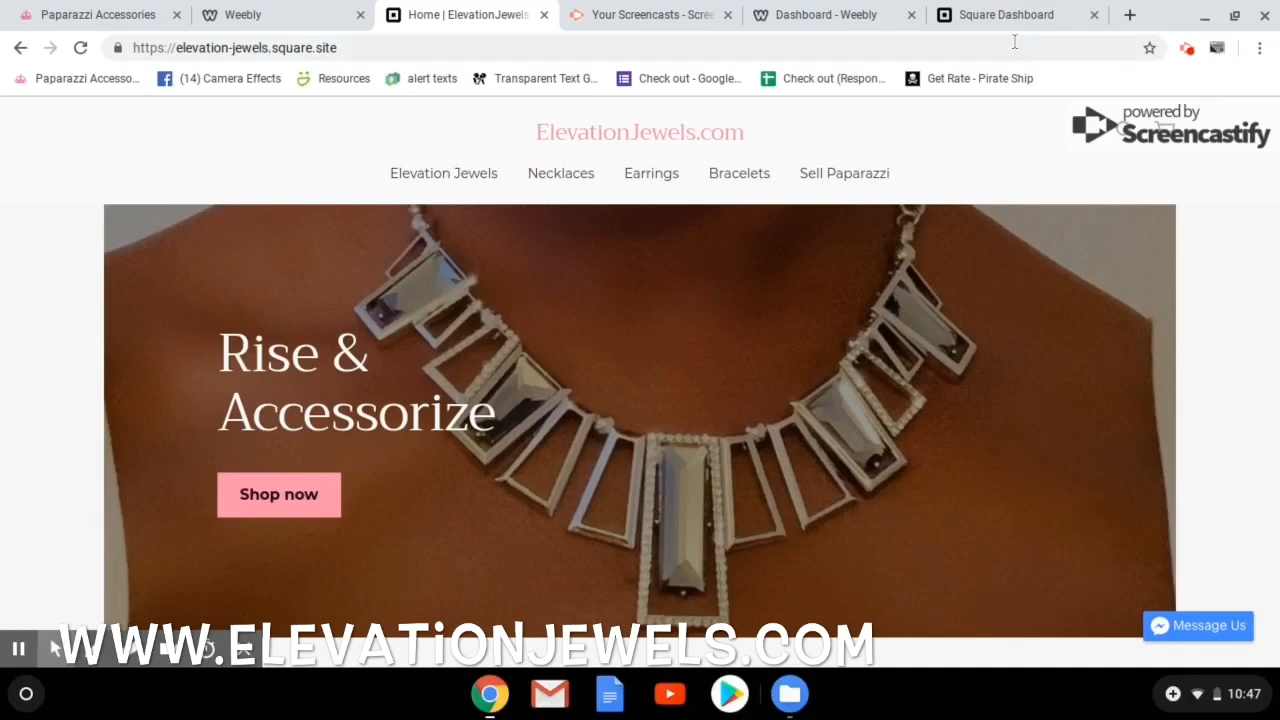 Paparazzi Accessories
Weebly
Home | ElevationJewels
Your Screencasts - Scree
Dashboard - Weebly
Square Dashboard
https://elevation-jewels.square.site
Paparazzi Accesso...
(14) Camera Effects
Resources
alert texts
Transparent Text G...
Check out - Google...
Check out (Respon...
Get Rate - Pirate Ship
ElevationJewels.com
powered by
Screencastify
Elevation Jewels
Necklaces
Earrings
Bracelets
Sell Paparazzi
Rise &
Accessorize
Shop now
Message Us
WWW.ELEVATiONJEWELS.COM
10:47